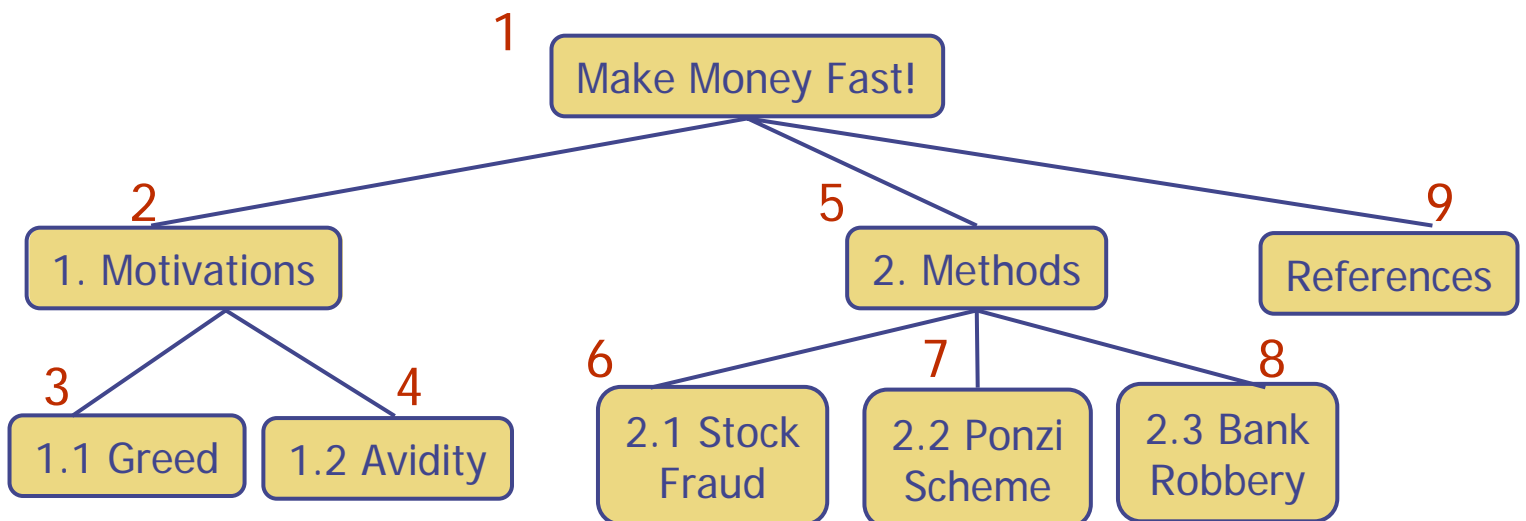 1
Make Money Fast!
2
5
9
1. Motivations
2. Methods
References
3
4
6
7
8
1.1 Greed
1.2 Avidity
2.1 Stock
Fraud
2.2 Ponzi
Scheme
2.3 Bank
Robbery